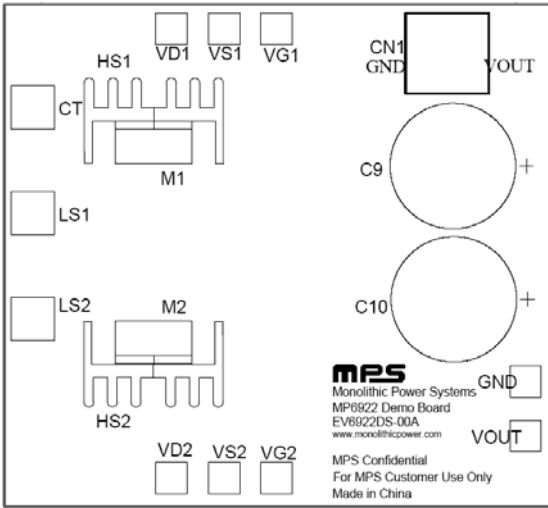 VD1 VS1 VG1
HS1
CN1
GND VOUT
CT
M1
C9 +
LS1
LS2
M2
C10 +
HS2
MPS
Monolithic Power Systems
MP6922 Demo Board
EV6922DS-00A
www.monolithicpower.com
GND
VOUT
VD2 VS2 VG2
MPS Confidential
For MPS Customer Use Only
Made in China